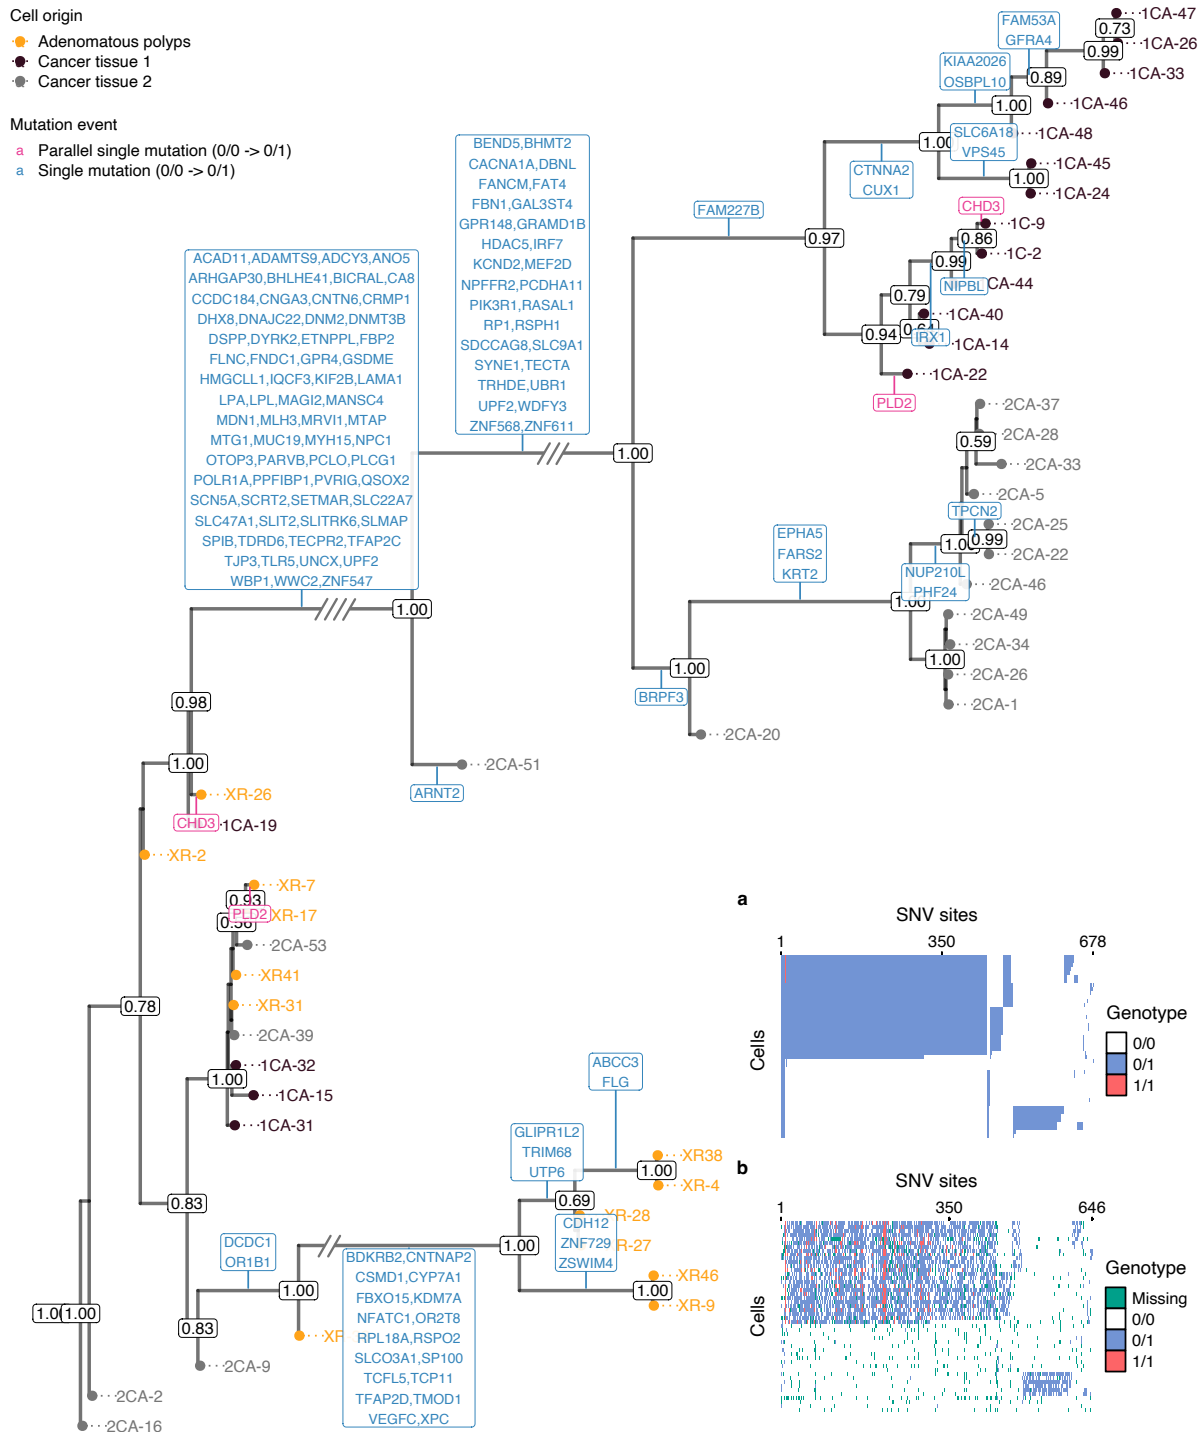 Cell origin
Adenomatous polyps
Cancer tissue 1
Cancer tissue 2
Mutation event
a Parallel single mutation (0/0 -> 0/1)
a Single mutation (0/0 -> 0/1)
ACAD11,ADAMTS9,ADCY3,ANO5
ARHGAP30,BHLHE41,BICRAL,CA8
CCDC184,CNGA3,CNTN6,CRMP1
DHX8,DNAJC22,DNM2,DNMT3B
DSPP,DYRK2,ETNPPL,FBP2
FLNC,FNDC1,GPR4,GSDME
HMGCLL1,IQCF3,KIF2B,LAMA1
LPA,LPL,MAGI2,MANSC4
MDN1,MLH3,MRVI1,MTAP
MTG1,MUC19,MYH15,NPC1
OTOP3,PARVB,PCLO,PLCG1
POLR1A,PPFIBP1,PVRIG,QSOX2
SCN5A,SCRT2,SETMAR,SLC22A7
SLC47A1,SLIT2,SLITRK6,SLMAP
SPIB,TDRD6,TECPR2,TFAP2C
TJP3,TLR5,UNCX,UPF2
WBP1,WWC2,ZNF547
BEND5,BHMT2
CACNA1A,DBNL
FANCM,FAT4
FBN1,GAL3ST4
GPR148,GRAMD1B
HDAC5,IRF7
KCND2,MEF2D
NPFFR2,PCDHA11
PIK3R1,RASAL1
RP1,RSPH1
SDCCAG8,SLC9A1
SYNE1,TECTA
TRHDE,UBR1
UPF2,WDFY3
ZNF568,ZNF611
FAM227B
CTNNA2
CUX1
KIAA2026
OSBPL10
FAM53A
GFRA4
SLC6A18
VPS45
1CA-47
0.73
1CA-26
0.99
1CA-33
0.89
1CA-46
1.00
1CA-48
1.00
1CA-45
1.00
1CA-24
CHD3
1C-9
0.97
0.86
1C-2
0.99
NIPBL
CA-44
0.79
1CA-40
0.94
IRX1
1CA-14
1CA-22
PLD2
2CA-37
2CA-28
0.59
1.00
2CA-33
2CA-5
TPCN2
2CA-25
0.99
1.00
2CA-22
EPHA5
FARS2
KRT2
NUP210L
PHF24
2CA-46
1.00
2CA-49
2CA-34
1.00
2CA-26
2CA-1
1.00
1.00
BRPF3
2CA-20
2CA-51
ARNT2
0.98
1.00
XR-26
CHD3
1CA-19
XR-2
XR-7
0.93
PLD2
XR-17
2CA-53
XR41
XR-31
0.78
2CA-39
1CA-32
1.00
1CA-15
1CA-31
0.83
ABCC3
FLG
GLIPR1L2
TRIM68
UTP6
XR38
1.00
XR-4
0.69
XR-28
CDH12
ZNF729
ZSWIM4
R-27
1.00
XR46
1.00
XR-9
DCDC1
OR1B1
1.00
XR
BDKRB2,CNTNAP2
CSMD1,CYP7A1
FBXO15,KDM7A
NFATC1,OR2T8
RPL18A,RSPO2
SLCO3A1,SP100
TCFL5,TCP11
TFAP2D,TMOD1
VEGFC,XPC
1.00
0.83
2CA-9
2CA-2
2CA-16
a
SNV sites
1 350 678
Cells
Genotype
0/0
0/1
1/1
b
SNV sites
1 350 646
Cells
Genotype
Missing
0/0
0/1
1/1